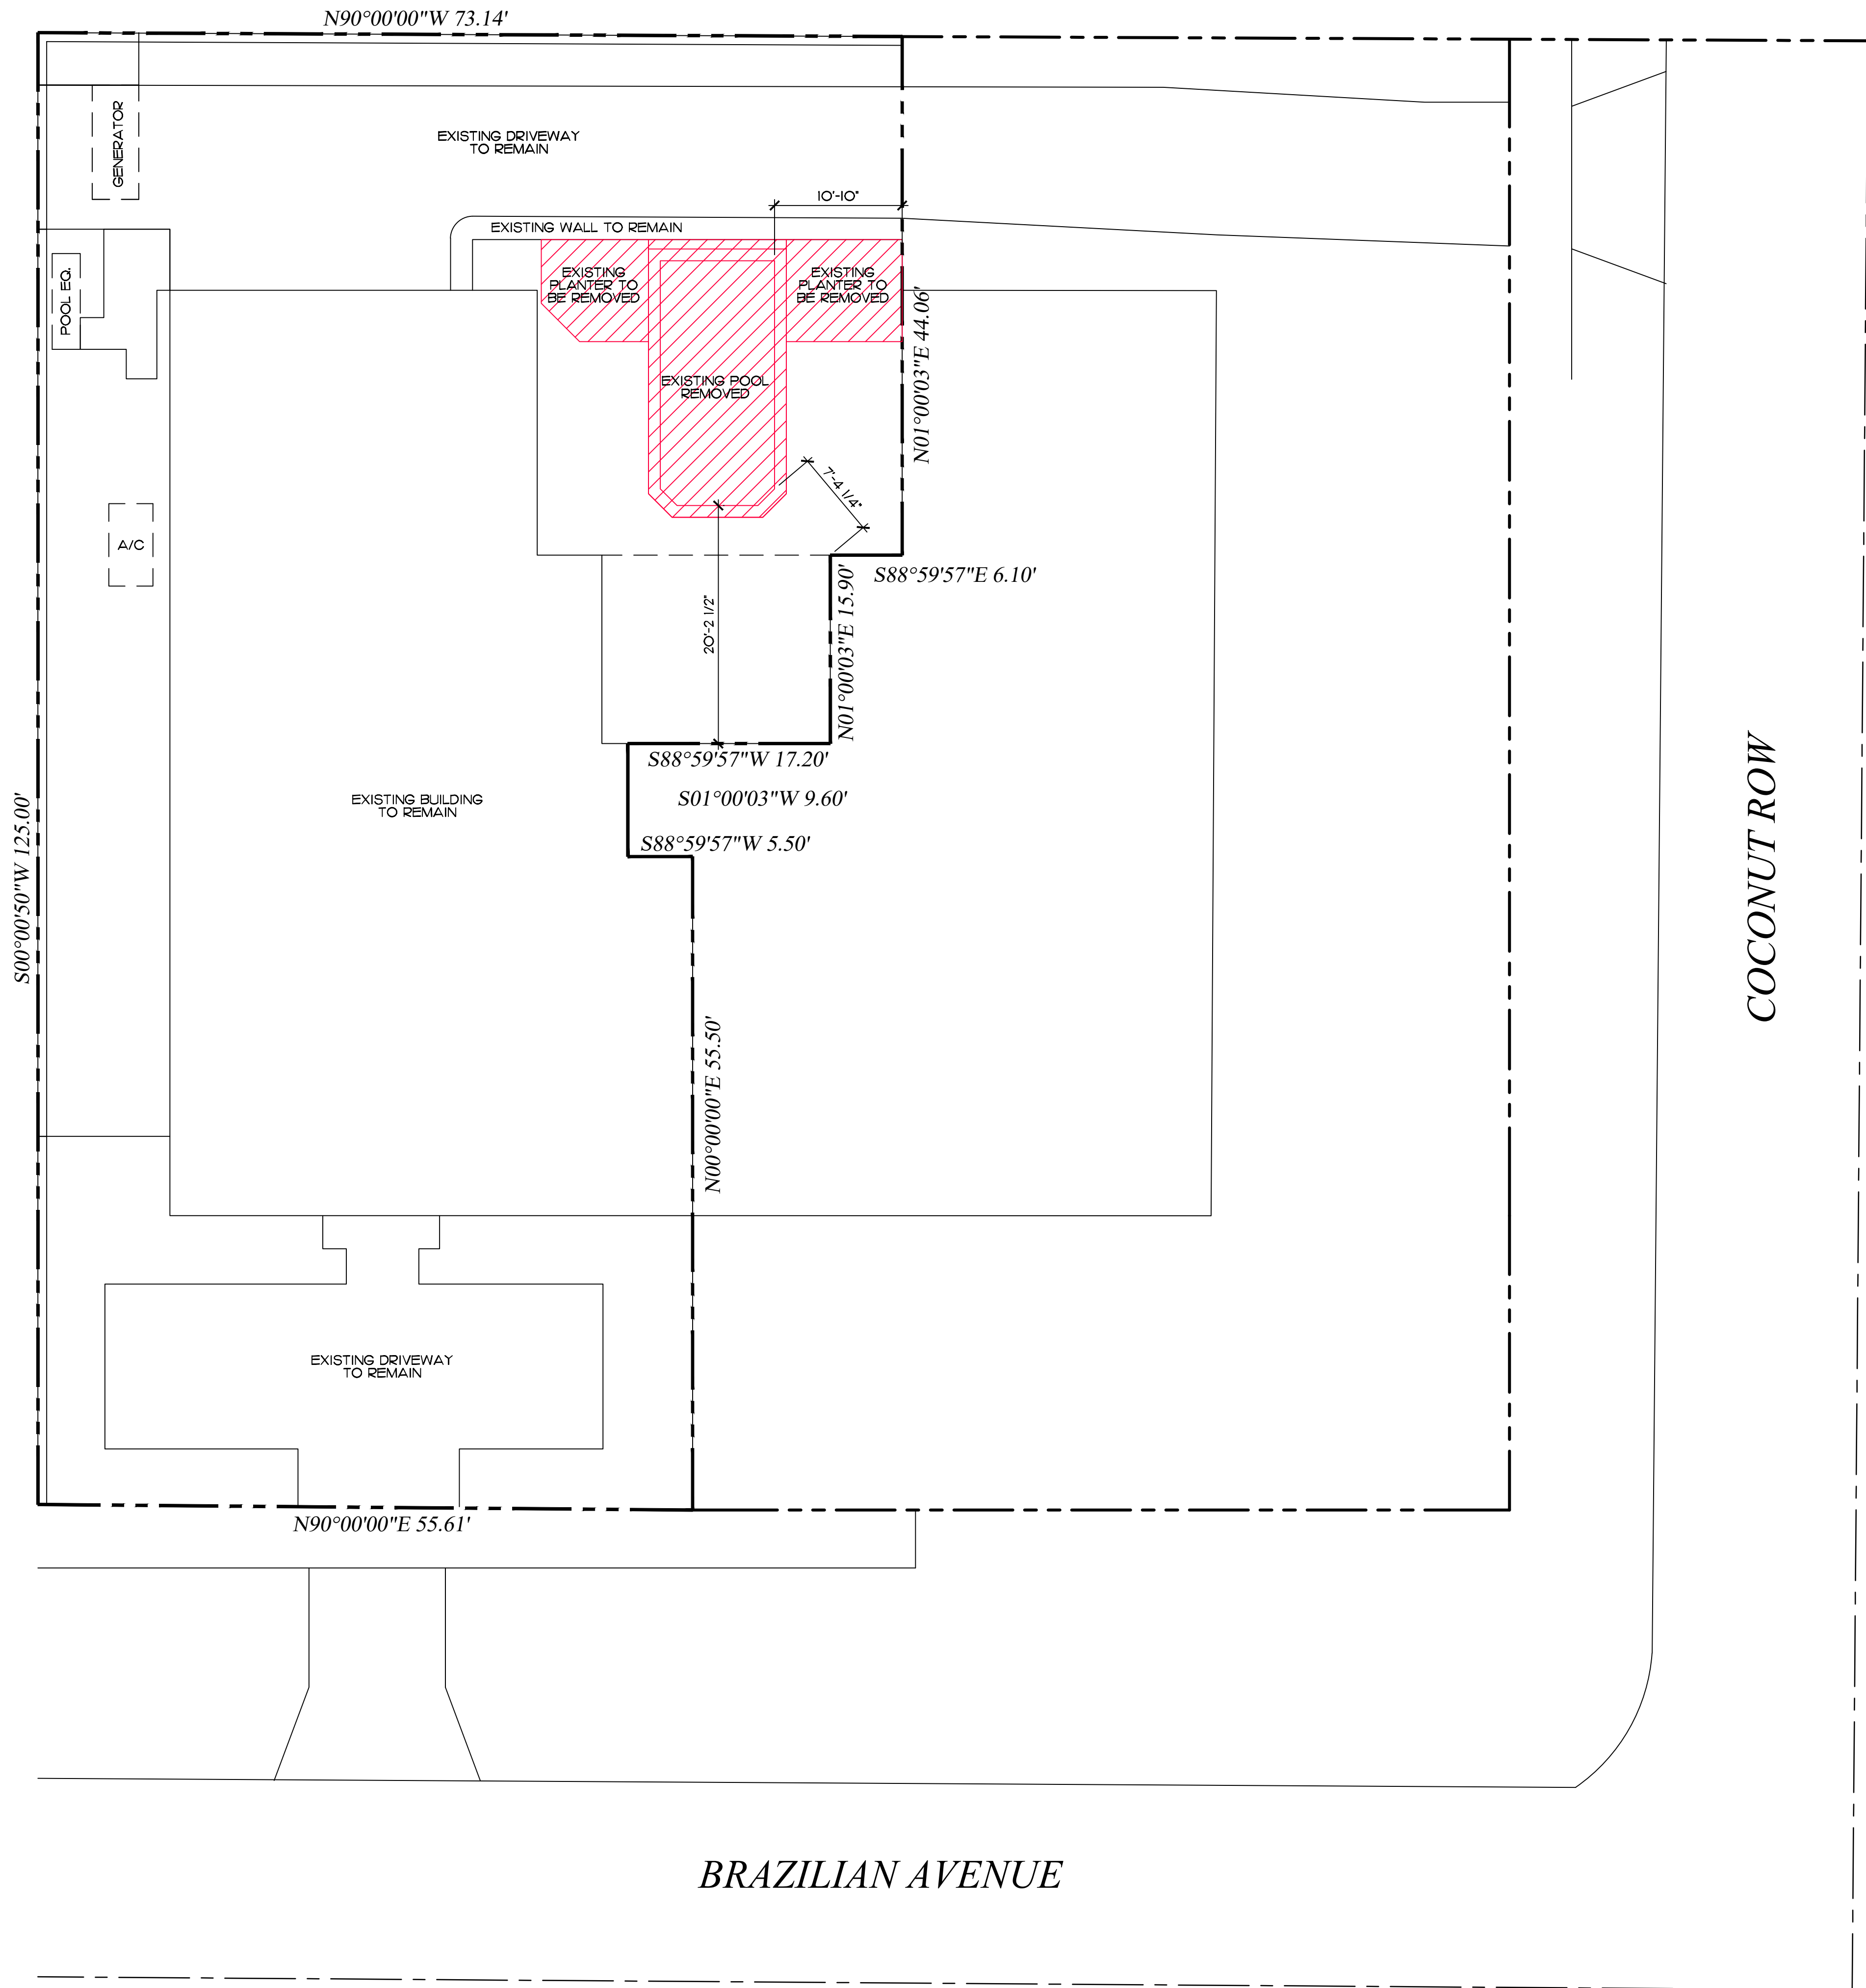 N90°00'00"W 73.14'
GENERATOR
EXISTING DRIVEWAY
TO REMAIN
10'-10"
EXISTING WALL TO REMAIN
POOL EQ.
EXISTING
PLANTER TO
BE REMOVED
EXISTING
PLANTER TO
BE REMOVED
N01°00'03"E 44.06'
EXISTING POOL
REMOVED
7'-4 1/4"
A/C
S88°59'57"E 6.10'
N01°00'03"E 15.90'
20'-2 1/2"
S88°59'57"W 17.20'
S01°00'03"W 9.60'
S88°59'57"W 5.50'
EXISTING BUILDING
TO REMAIN
S00°00'50"W 125.00'
COCONUT ROW
N00°00'00"E 55.50'
EXISTING DRIVEWAY
TO REMAIN
N90°00'00"E 55.61'
BRAZILIAN AVENUE